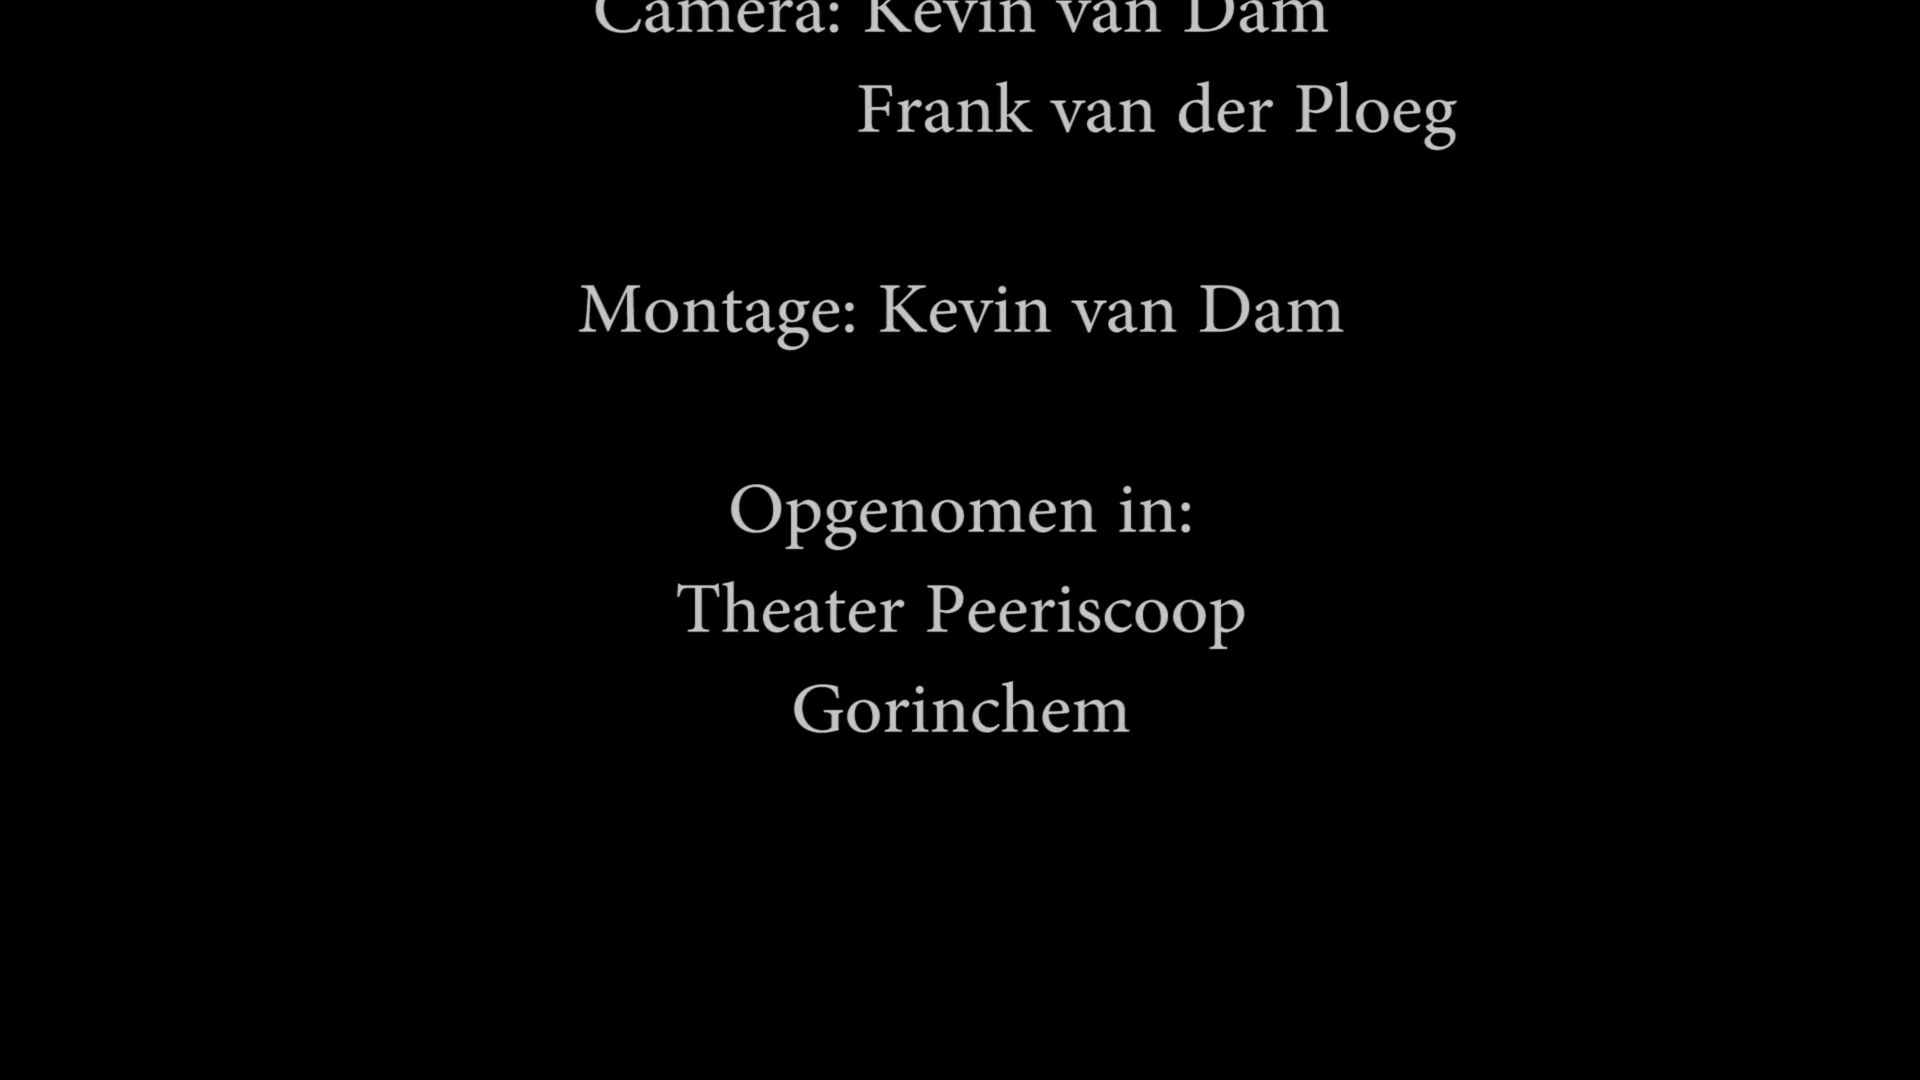 Camera: Kevin van Dam
Frank van der Ploeg
Montage: Kevin van Dam
Opgenomen in:
Theater Peeriscoop
Gorinchem